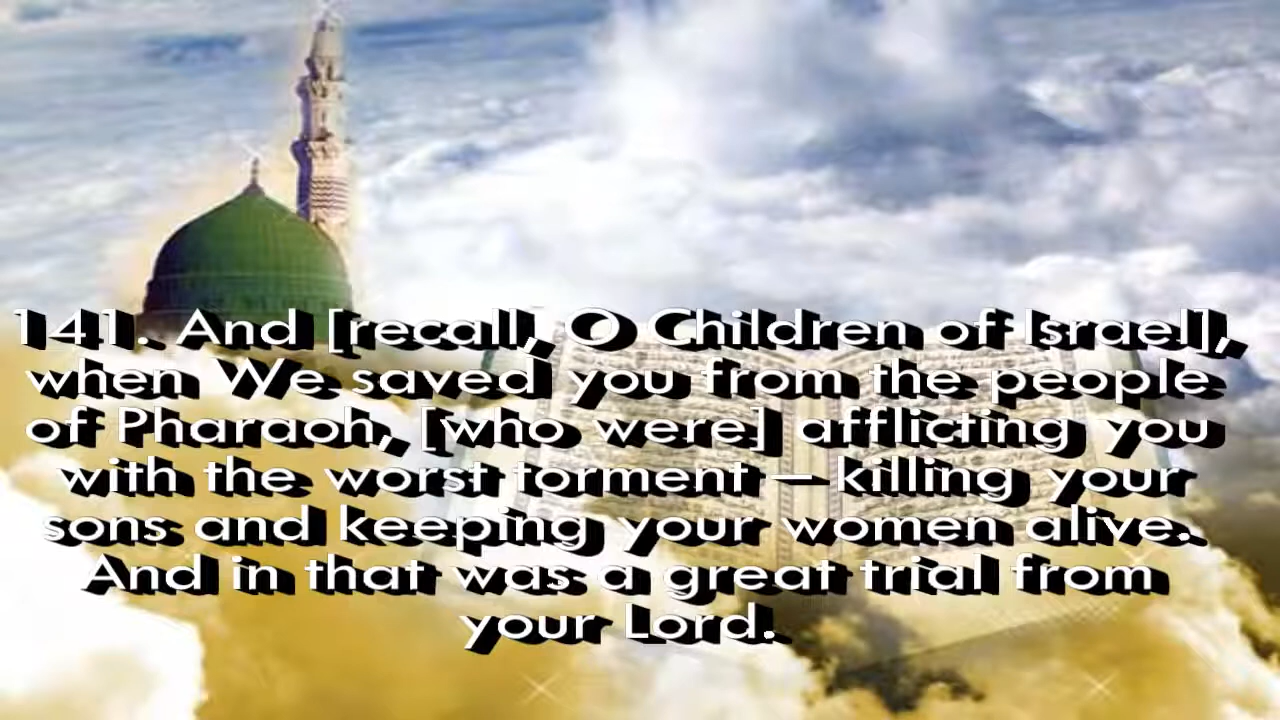 141. And [recall, O Children of Israel],
when We saved you from the people
of Pharaoh, [who were] afflicting you
with the worst torment – killing your
sons and keeping your women alive.
And in that was a great trial from
your Lord.